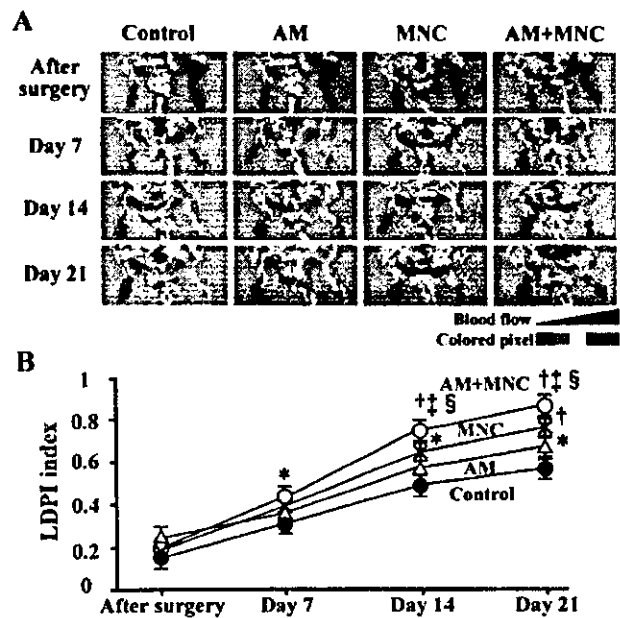 A
Control AM MNC AM+MNC
After
surgery
Day 7
Day 14
Day 21
Blood flow
Colored pixel
B
LDPI index
1
0.8
0.6
0.4
0.2
0
AM+MNC
†‡ §
†‡ §
MNC
†
*
*
*
AM
Control
After surgery Day 7 Day 14 Day 21